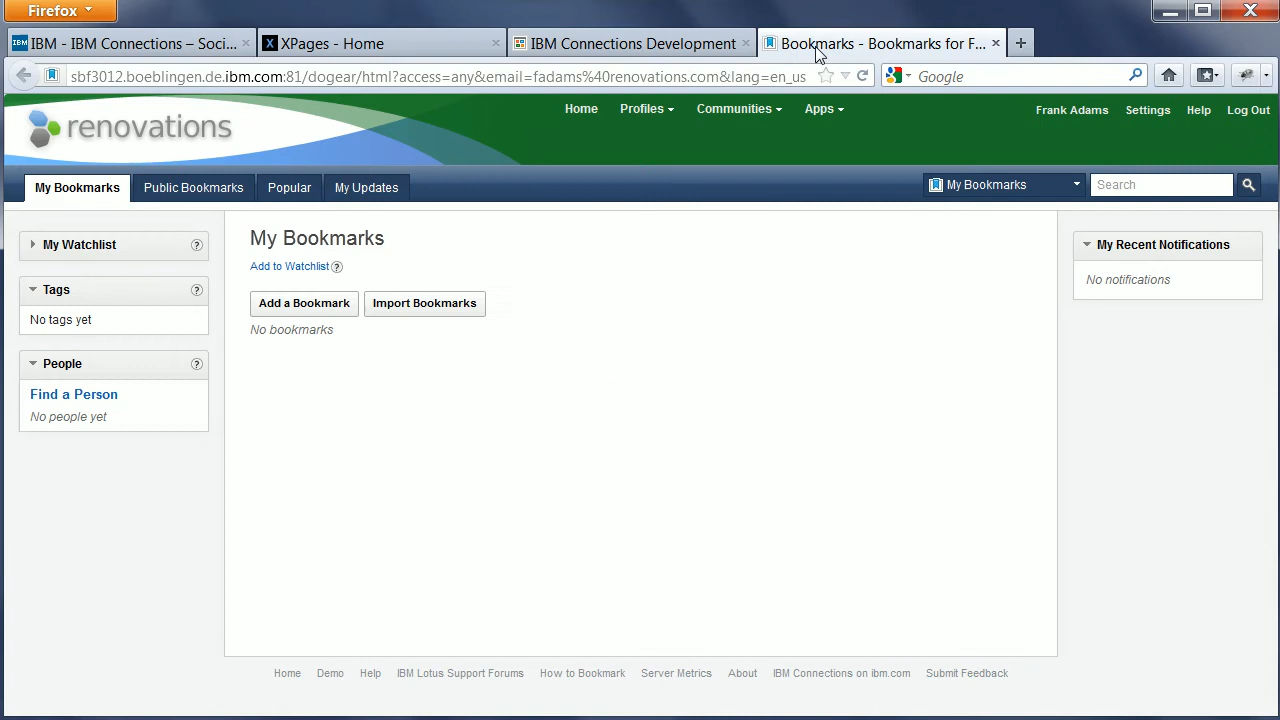 Firefox
IBM - IBM Connections – Soci...
XPages - Home
IBM Connections Development
Bookmarks - Bookmarks for F...
sbf3012.boeblingen.de.ibm.com:81/dogear/html?access=any&email=fadams%40renovations.com&lang=en_us
Google
renovations
Home
Profiles
Communities
Apps
Frank Adams
Settings
Help
Log Out
My Bookmarks
Public Bookmarks
Popular
My Updates
My Bookmarks
Search
My Watchlist
Tags
No tags yet
People
Find a Person
No people yet
My Bookmarks
Add to Watchlist
Add a Bookmark
Import Bookmarks
No bookmarks
My Recent Notifications
No notifications
Home
Demo
Help
IBM Lotus Support Forums
How to Bookmark
Server Metrics
About
IBM Connections on ibm.com
Submit Feedback